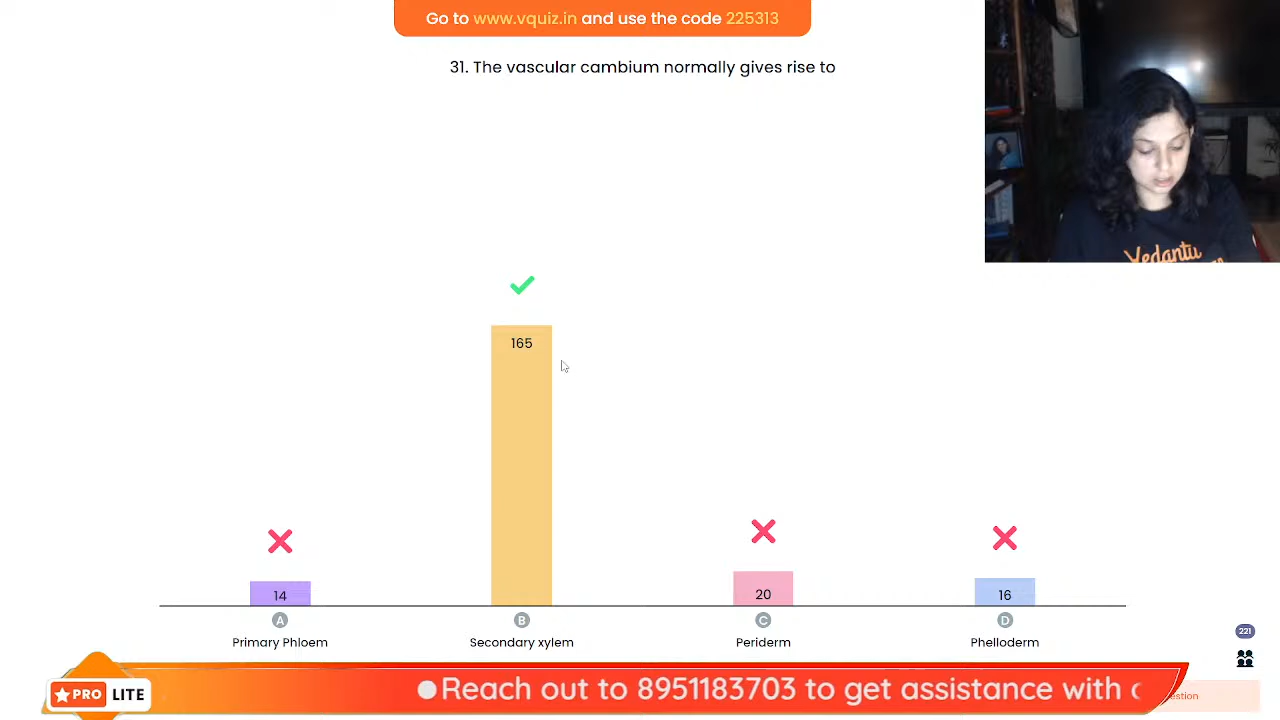 Go to www.vquiz.in and use the code 225313
31. The vascular cambium normally gives rise to
Vedantu
165
14
20
16
A
B
C
D
Primary Phloem
Secondary xylem
Periderm
Phelloderm
221
PRO LITE
Reach out to 8951183703 to get assistance with